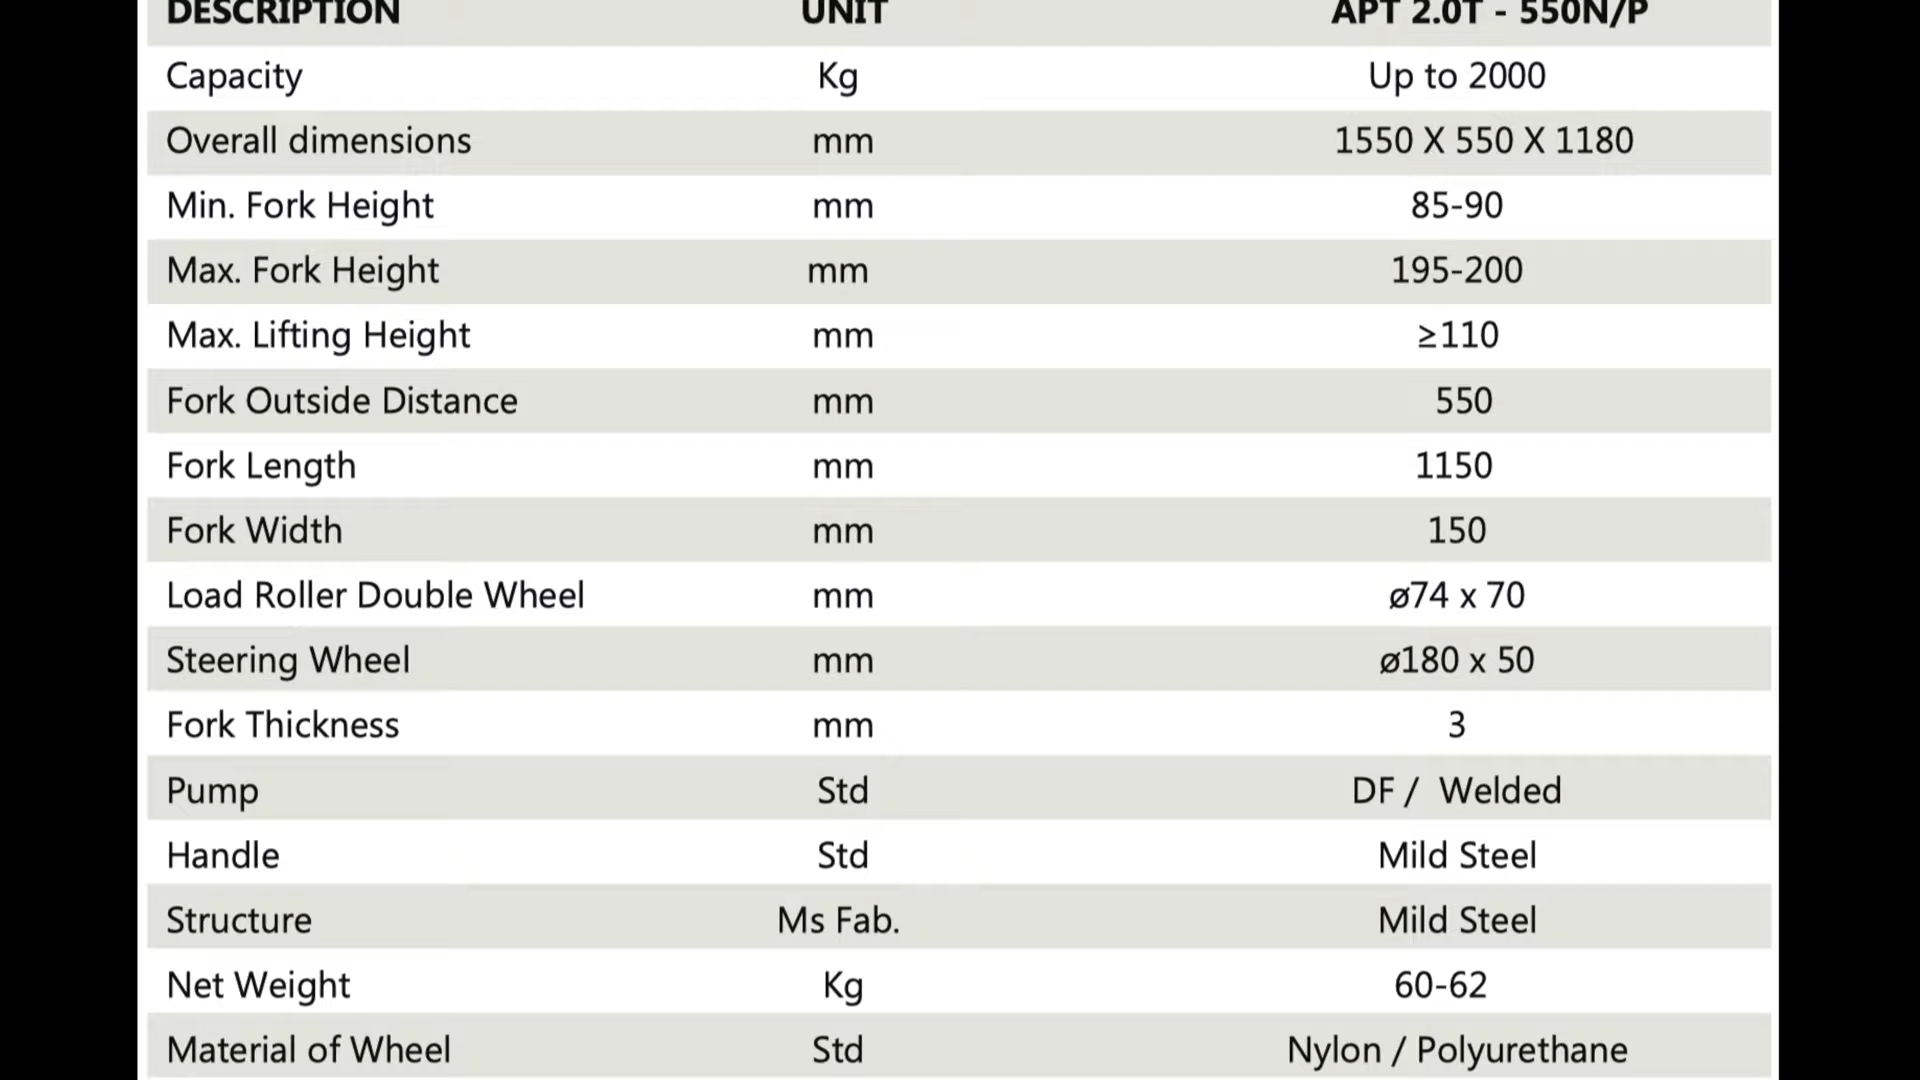 DESCRIPTION UNIT APT 2.0T - 550N/P
Capacity Kg Up to 2000
Overall dimensions mm 1550 X 550 X 1180
Min. Fork Height mm 85-90
Max. Fork Height mm 195-200
Max. Lifting Height mm ≥110
Fork Outside Distance mm 550
Fork Length mm 1150
Fork Width mm 150
Load Roller Double Wheel mm ø74 x 70
Steering Wheel mm ø180 x 50
Fork Thickness mm 3
Pump Std DF / Welded
Handle Std Mild Steel
Structure Ms Fab. Mild Steel
Net Weight Kg 60-62
Material of Wheel Std Nylon / Polyurethane